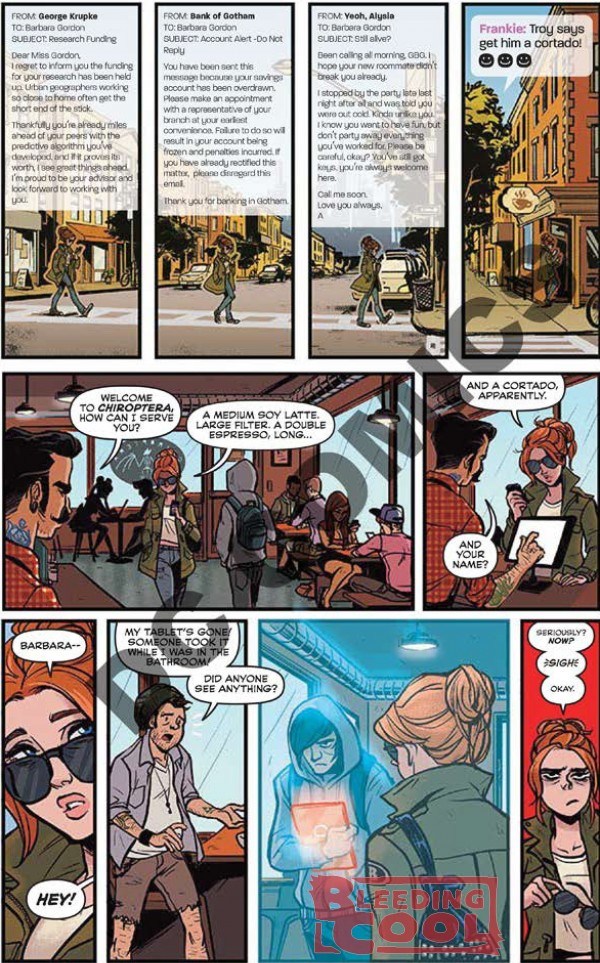 FROM: George Krupke
TO: Barbara Gordon
SUBJECT: Research Funding
Dear Miss Gordon,
I regret to inform you the funding
for your research has been held
up. Urban geographers working
so close to home often get the
short end of the stick.
Thankfully you're already miles
ahead of your peers with the
predictive algorithm you've
developed, and if it proves its
worth, I see great things ahead.
I'm proud to be your advisor and
look forward to working with
you.
FROM: Bank of Gotham
TO: Barbara Gordon
SUBJECT: Account Alert -Do Not
Reply
You have been sent this
message because your savings
account has been overdrawn.
Please make an appointment
with a representative of your
branch at your earliest
convenience. Failure to do so will
result in your account being
frozen and penalties incurred. If
you have already rectified this
matter, please disregard this
email.
Thank you for banking in Gotham.
FROM: Yeoh, Alysia
TO: Barbara Gordon
SUBJECT: Still alive?
Been calling all morning, GBG. I
hope your new roommate didn't
break you already.
I stopped by the party late last
night after all and was told you
were out cold. Kinda unlike you.
I know you want to have fun, but
don't party away everything
you've worked for. Please be
careful, okay? You've still got
keys, you're always welcome
here.
Call me soon.
Love you always,
A
Frankie: Troy says
get him a cortado!
WELCOME
TO CHIROPTERA,
HOW CAN I SERVE
YOU?
A MEDIUM SOY LATTE.
LARGE FILTER. A DOUBLE
ESPRESSO, LONG...
AND A CORTADO,
APPARENTLY.
AND
YOUR
NAME?
BARBARA--
HEY!
MY TABLET'S GONE!
SOMEONE TOOK IT
WHILE I WAS IN THE
BATHROOM!
DID ANYONE
SEE ANYTHING?
SERIOUSLY?
NOW?
SIGH
OKAY.
DC COMICS
BLEEDING
COOL